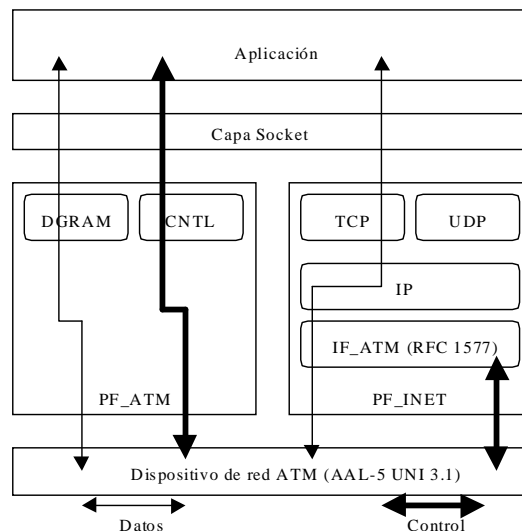 Aplicación
Capa Socket
DGRAM
CNTL
TCP
UDP
IP
IF_ATM (RFC 1577)
PF_ATM
PF_INET
Dispositivo de red ATM (AAL-5 UNI 3.1)
Datos
Control